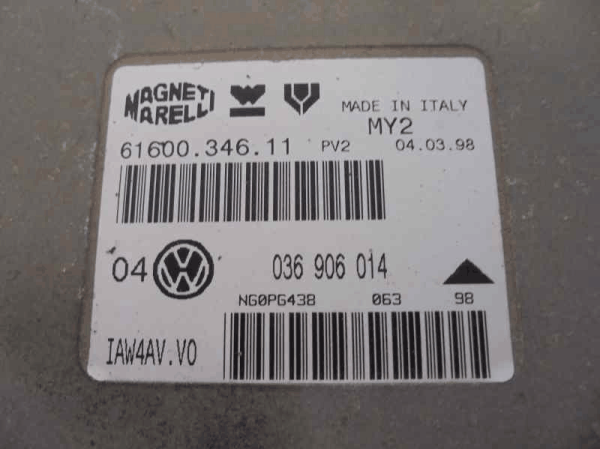 MAGNETI
MARELLI
MADE IN ITALY
MY2
61600.346.11 PV2 04.03.98
04 036 906 014
NG0PG438 063 98
IAW4AV.V0